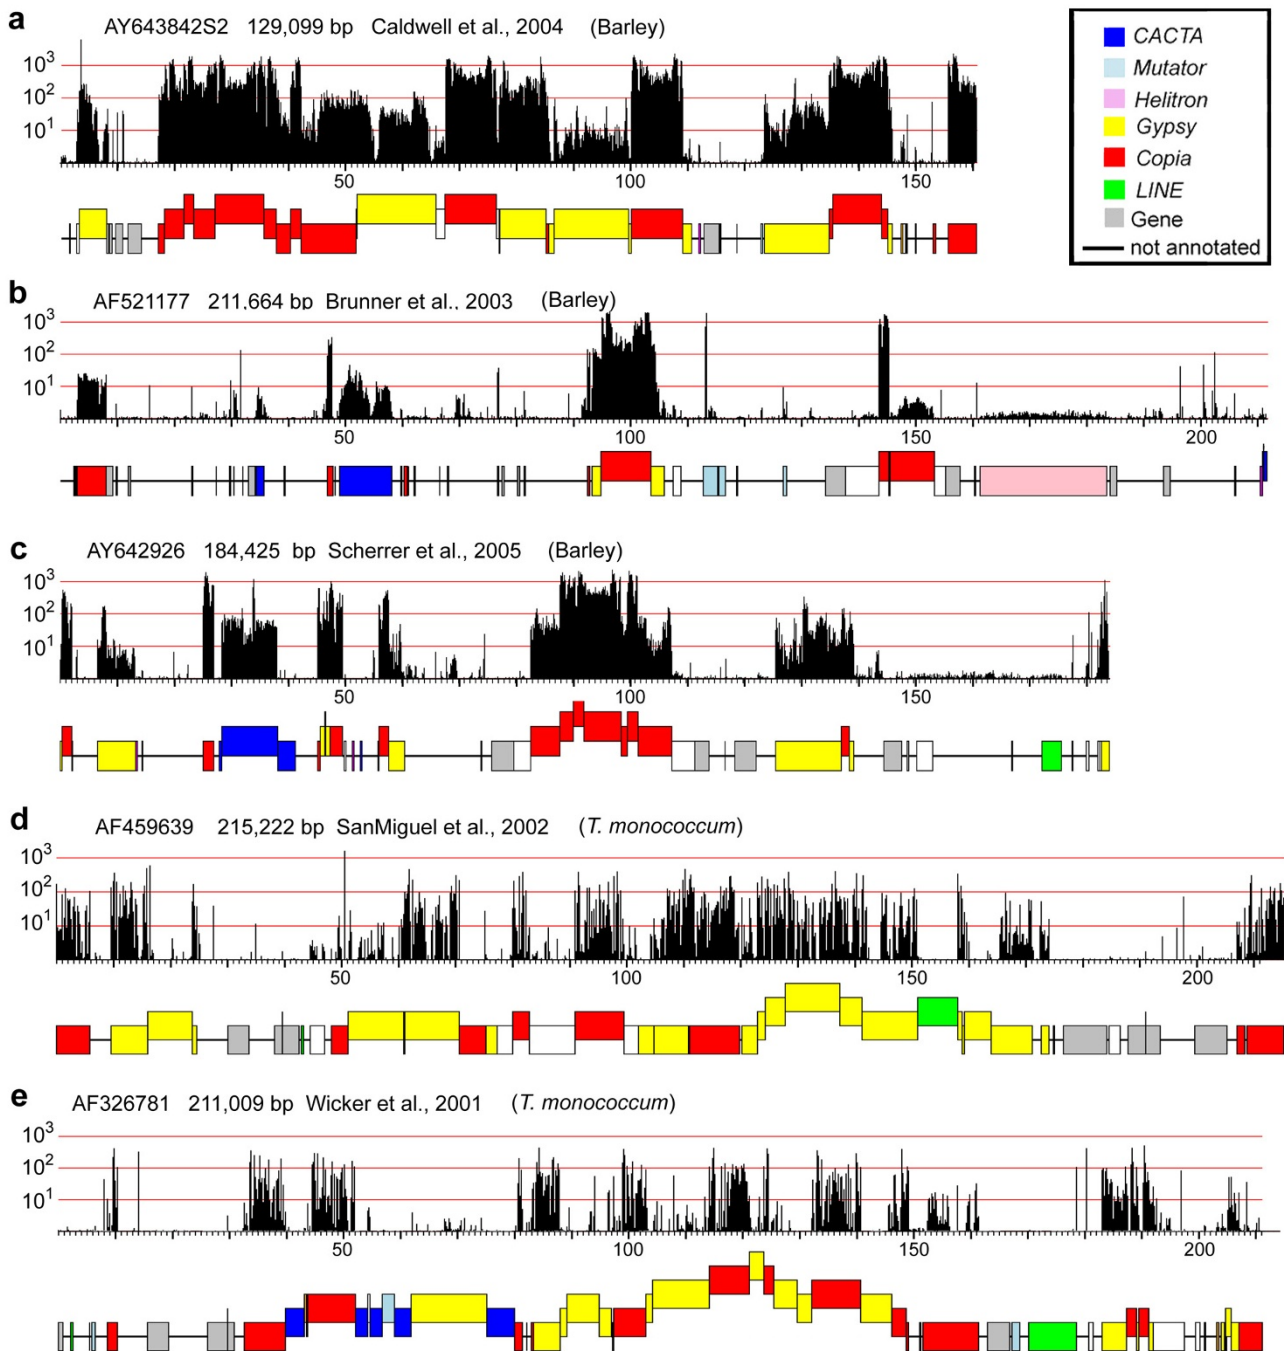 a
AY643842S2 129,099 bp Caldwell et al., 2004 (Barley)
10³
10²
10¹
50 100 150
CACTA
Mutator
Helitron
Gypsy
Copia
LINE
Gene
not annotated
b
AF521177 211,664 bp Brunner et al., 2003 (Barley)
10³
10²
10¹
50 100 150 200
c
AY642926 184,425 bp Scherrer et al., 2005 (Barley)
10³
10²
10¹
50 100 150
d
AF459639 215,222 bp SanMiguel et al., 2002 (T. monococcum)
10³
10²
10¹
50 100 150 200
e
AF326781 211,009 bp Wicker et al., 2001 (T. monococcum)
10³
10²
10¹
50 100 150 200